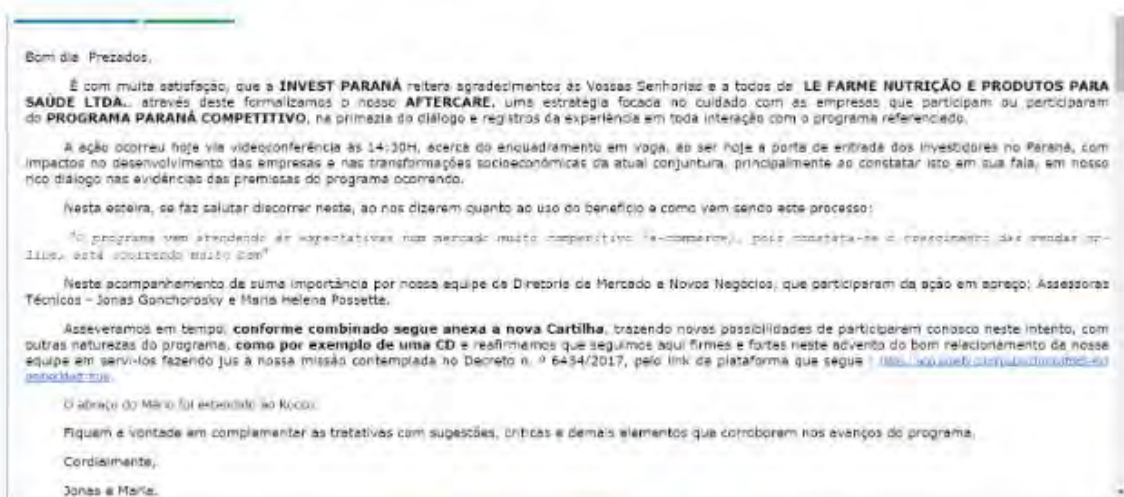 Bom dia Prezados,
É com muita satisfação, que a INVEST PARANÁ reitera agradecimentos às Vossas Senhorias e a todos da LE FARME NUTRIÇÃO E PRODUTOS PARA
SAÚDE LTDA., através deste formalizamos o nosso AFTERCARE, uma estratégia focada no cuidado com as empresas que participam ou participaram
do PROGRAMA PARANÁ COMPETITIVO, na primazia do diálogo e registros da experiência em toda interação com o programa referenciado.
A ação ocorreu hoje via videoconferência às 14:30H, acerca do enquadramento em voga, ao ser hoje a porta de entrada dos investidores no Paraná, com
impactos no desenvolvimento das empresas e nas transformações socioeconômicas da atual conjuntura, principalmente ao constatar isto em sua fala, em nosso
rico diálogo nas evidências das premissas do programa ocorrendo.
Nesta esteira, se faz salutar discorrer neste, ao nos dizerem quanto ao uso do benefício e como vem sendo este processo:
"O programa vem atendendo as expectativas num mercado muito competitivo (e-commerce), pois constata-se o crescimento das vendas on-
line, está ocorrendo muito bem"
Neste acompanhamento de suma importância por nossa equipe da Diretoria de Mercado e Novos Negócios, que participaram da ação em apreço: Assessores
Técnicos - Jonas Gonchorosky e Maria Helena Possette.
Asseveramos em tempo, conforme combinado segue anexa a nova Cartilha, trazendo novas possibilidades de participarem conosco neste intento, com
outras naturezas do programa, como por exemplo de uma CD e reafirmamos que seguimos aqui firmes e fortes neste advento do bom relacionamento da nossa
equipe em servi-los fazendo jus à nossa missão contemplada no Decreto n. º 6434/2017, pelo link da plataforma que segue :
O abraço do Mário foi estendido ao Rocco.
Fiquem a vontade em complementar as tratativas com sugestões, críticas e demais elementos que corroborem nos avanços do programa.
Cordialmente,
Jonas e Maria.